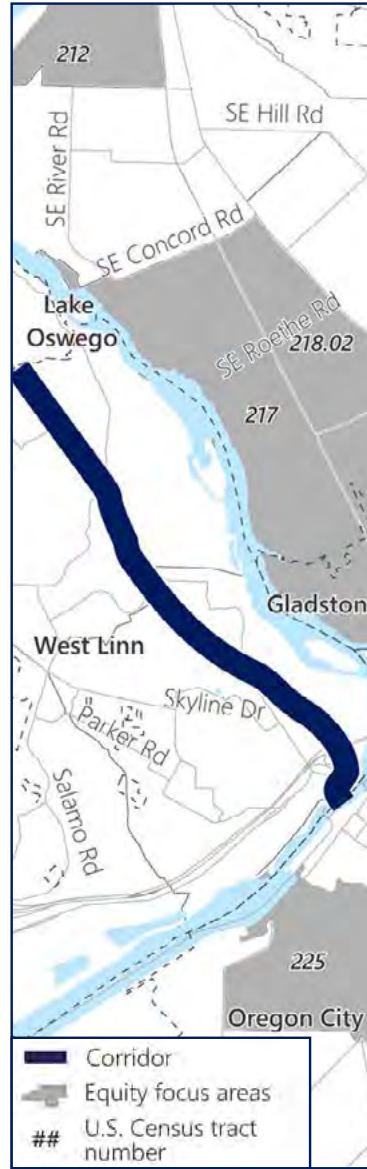 212
SE Hill Rd
SE River Rd
SE Concord Rd
Lake
Oswego
SE Roethe Rd
218.02
217
Gladston
West Linn
Skyline Dr
Parker Rd
Salamo Rd
225
Oregon City
Corridor
Equity focus areas
## U.S. Census tract
number